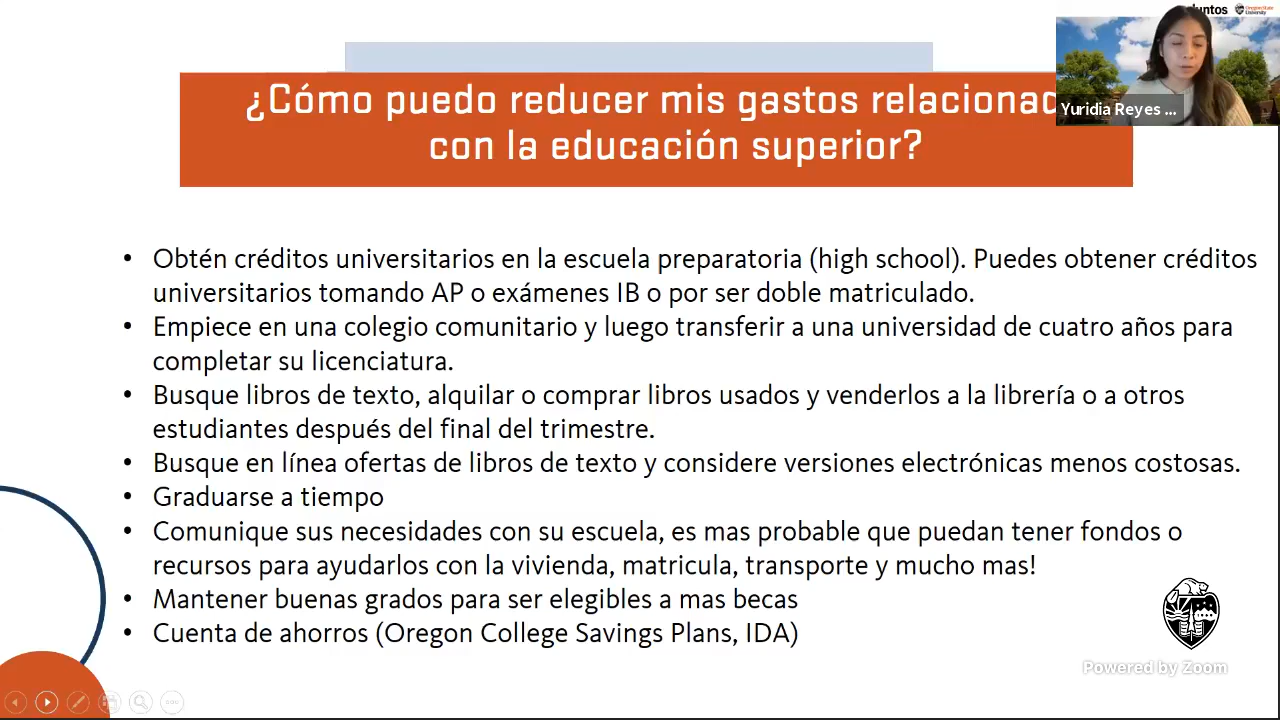 Juntos
Oregon State
University
¿Cómo puedo reducer mis gastos relacionad
con la educación superior?
Yuridia Reyes ...
• Obtén créditos universitarios en la escuela preparatoria (high school). Puedes obtener créditos
universitarios tomando AP o exámenes IB o por ser doble matriculado.
• Empiece en una colegio comunitario y luego transferir a una universidad de cuatro años para
completar su licenciatura.
• Busque libros de texto, alquilar o comprar libros usados y venderlos a la librería o a otros
estudiantes después del final del trimestre.
• Busque en línea ofertas de libros de texto y considere versiones electrónicas menos costosas.
• Graduarse a tiempo
• Comunique sus necesidades con su escuela, es mas probable que puedan tener fondos o
recursos para ayudarlos con la vivienda, matricula, transporte y mucho mas!
• Mantener buenas grados para ser elegibles a mas becas
• Cuenta de ahorros (Oregon College Savings Plans, IDA)
Powered by Zoom